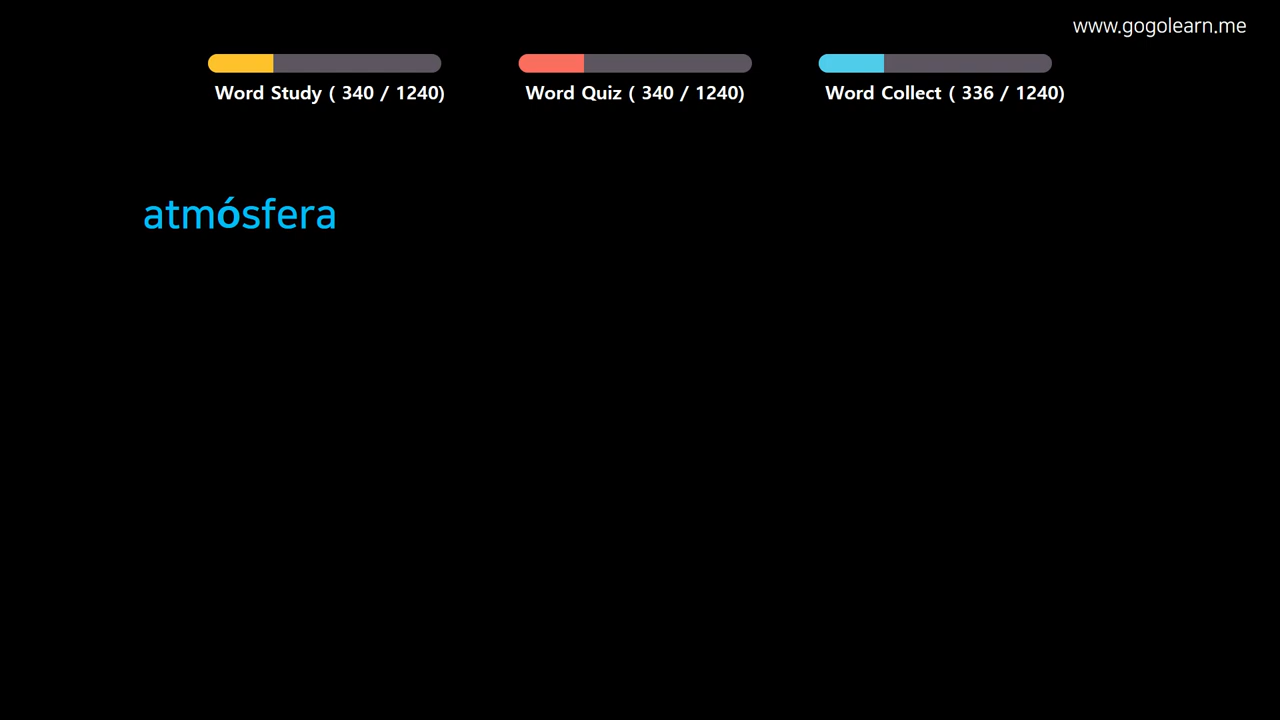 www.gogolearn.me
Word Study ( 340 / 1240)
Word Quiz ( 340 / 1240)
Word Collect ( 336 / 1240)
atmósfera